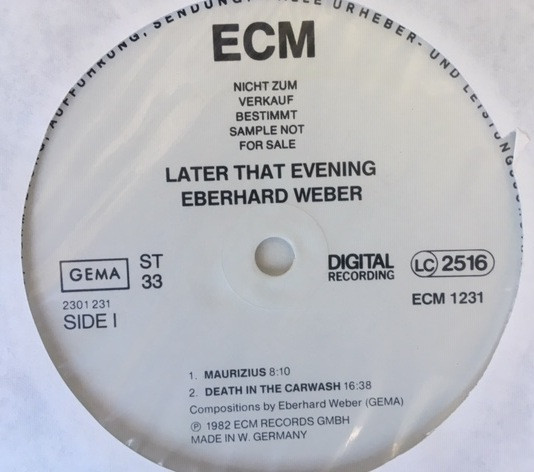 AUFFÜHRUNG, SENDUNG! ALLE URHEBER- UND LEISTUNGSSCHUTZ
ECM
NICHT ZUM
VERKAUF
BESTIMMT
SAMPLE NOT
FOR SALE
LATER THAT EVENING
EBERHARD WEBER
GEMA
ST
33
2301 231
SIDE I
DIGITAL
RECORDING
LC 2516
ECM 1231
1. MAURIZIUS 8:10
2. DEATH IN THE CARWASH 16:38
Compositions by Eberhard Weber (GEMA)
Ⓟ 1982 ECM RECORDS GMBH
MADE IN W. GERMANY